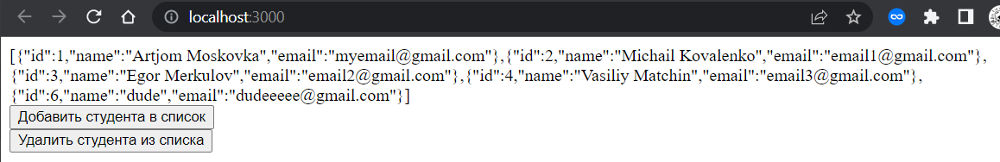 localhost:3000
[{"id":1,"name":"Artjom Moskovka","email":"myemail@gmail.com"},{"id":2,"name":"Michail Kovalenko","email":"email1@gmail.com"},
{"id":3,"name":"Egor Merkulov","email":"email2@gmail.com"},{"id":4,"name":"Vasiliy Matchin","email":"email3@gmail.com"},
{"id":6,"name":"dude","email":"dudeeeee@gmail.com"}]
Добавить студента в список
Удалить студента из списка